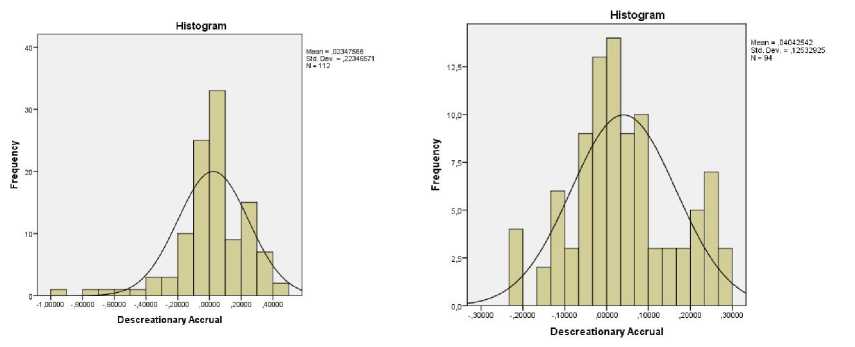 Histogram
Mean = ,02347588
Std. Dev. = ,22346571
N = 112
40
30
20
10
0
Frequency
-1,00000 -,80000 -,60000 -,40000 -,20000 ,00000 ,20000 ,40000
Descreationary Accrual
Histogram
Mean = ,04042542
Std. Dev. = ,12532925
N = 94
12,5
10,0
7,5
5,0
2,5
0,0
Frequency
-,30000 -,20000 -,10000 ,00000 ,10000 ,20000 ,30000
Descreationary Accrual